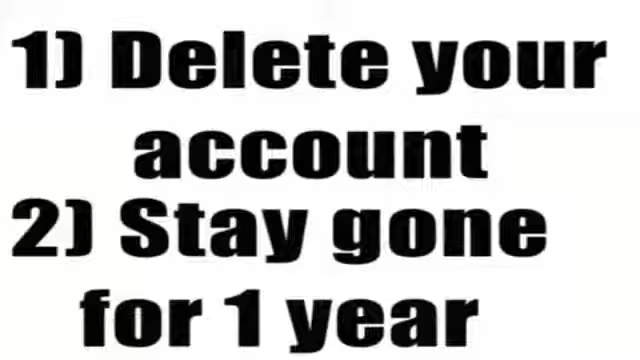 1) Delete your
account
2) Stay gone
for 1 year